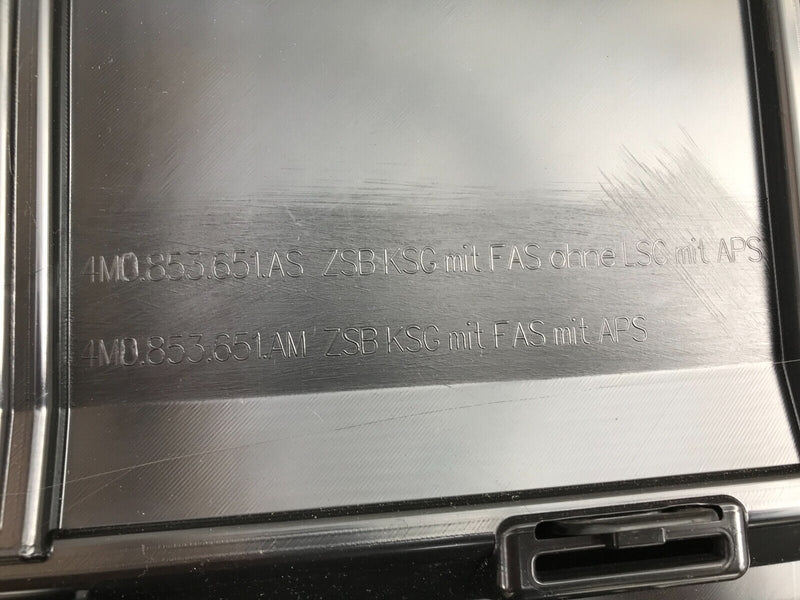 4M0.853.651.AS ZSB KSG mit FAS ohne LSC mit APS
4M0.853.651.AM ZSB KSG mit FAS mit APS